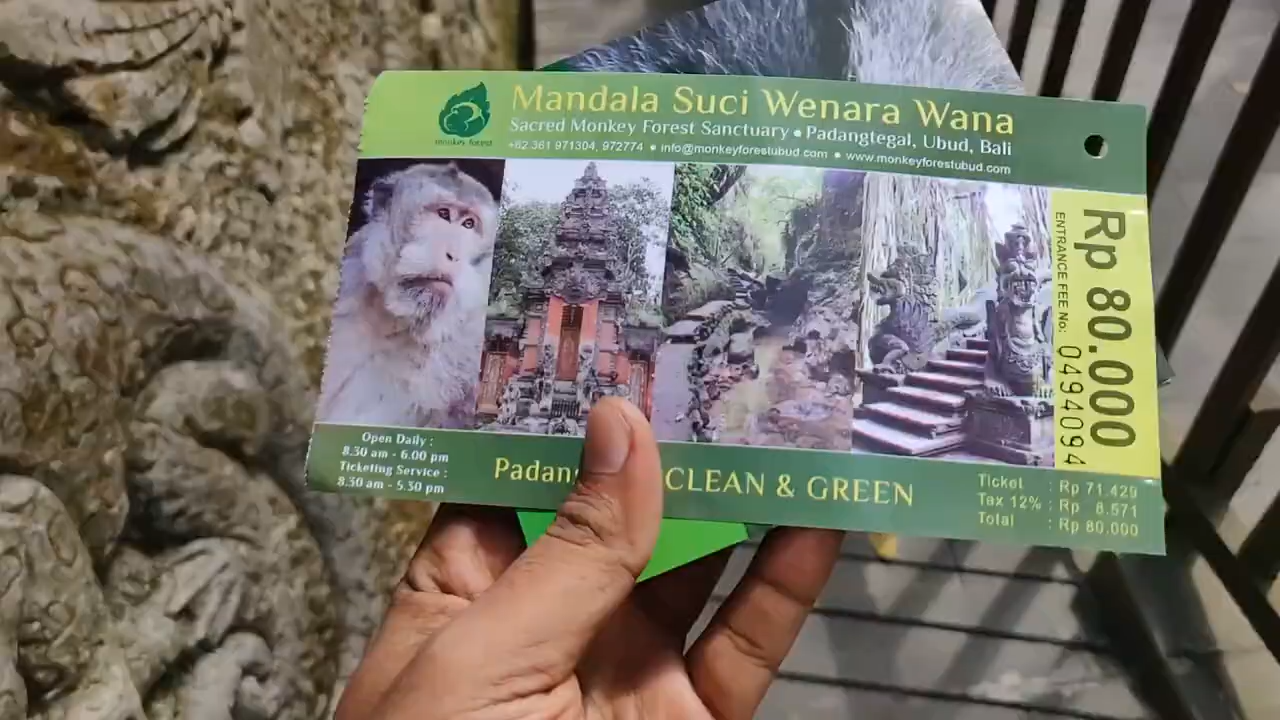 monkey forest
Mandala Suci Wenara Wana
Sacred Monkey Forest Sanctuary • Padangtegal, Ubud, Bali
+62.361 971304, 972774 • info@monkeyforestubud.com • www.monkeyforestubud.com
Rp 80.000
ENTRANCE FEE No: 0494094
Open Daily :
8.30 am - 6.00 pm
Ticketing Service :
8.30 am - 5.30 pm
CLEAN & GREEN
Ticket : Rp 71.429
Tax 12% : Rp 8.571
Total : Rp 80.000